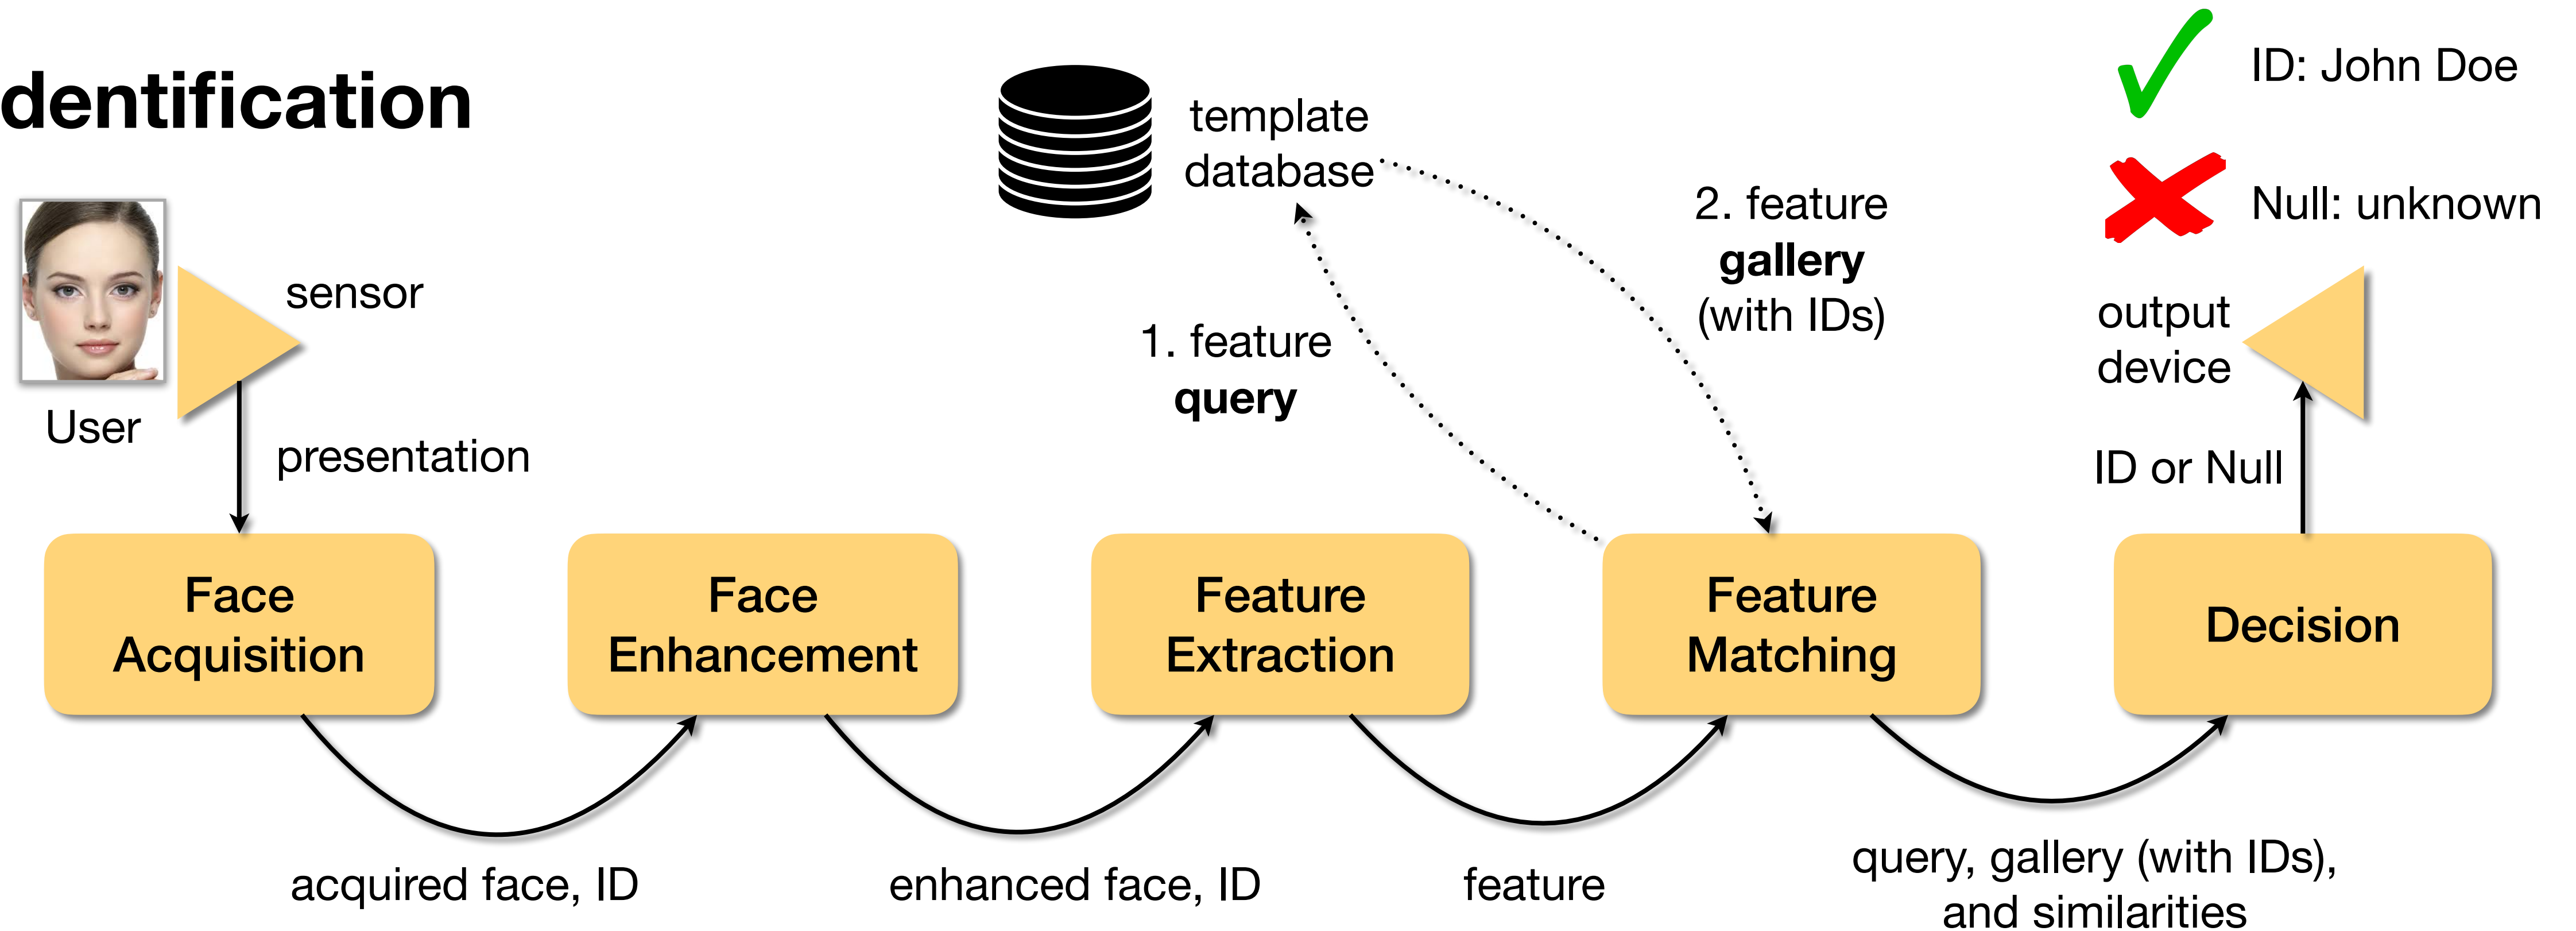 dentification
template
database
ID: John Doe
Null: unknown
2. feature
gallery
(with IDs)
sensor
1. feature
query
output
device
User
presentation
ID or Null
Face
Acquisition
Face
Enhancement
Feature
Extraction
Feature
Matching
Decision
acquired face, ID
enhanced face, ID
feature
query, gallery (with IDs),
and similarities